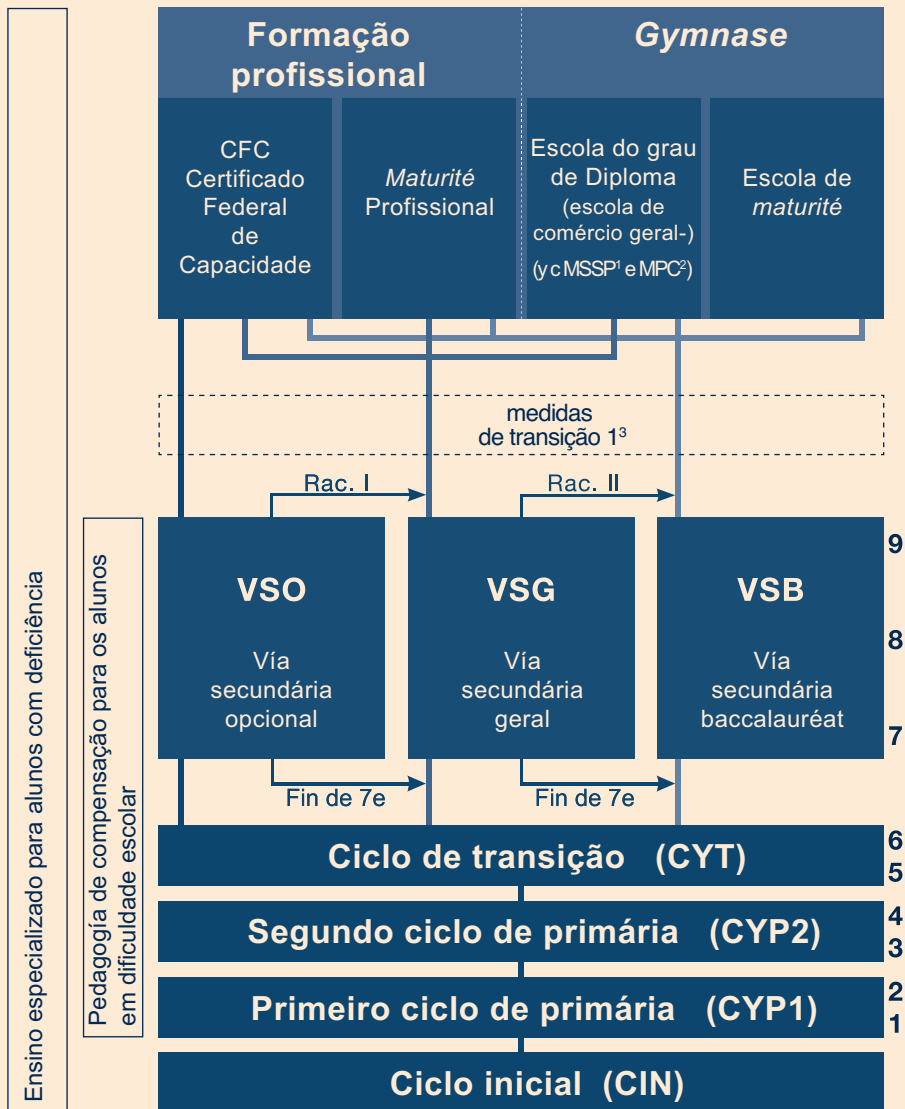 Formação
profissional
Gymnase
CFC
Certificado
Federal
de
Capacidade
Maturité
Profissional
Escola do grau
de Diploma
(escola de
comércio geral-)
(y c MSSP¹ e MPC²)
Escola de
maturité
medidas
de transição 1³
Rac. I
Rac. II
VSO
Vía
secundária
opcional
VSG
Vía
secundária
geral
VSB
Vía
secundária
baccalauréat
9
8
7
Fin de 7e
Fin de 7e
Ciclo de transição (CYT)
6
5
Segundo ciclo de primária (CYP2)
4
3
Primeiro ciclo de primária (CYP1)
2
1
Ciclo inicial (CIN)
Ensino especializado para alunos com deficiência
Pedagogía de compensação para os alunos
em dificuldade escolar